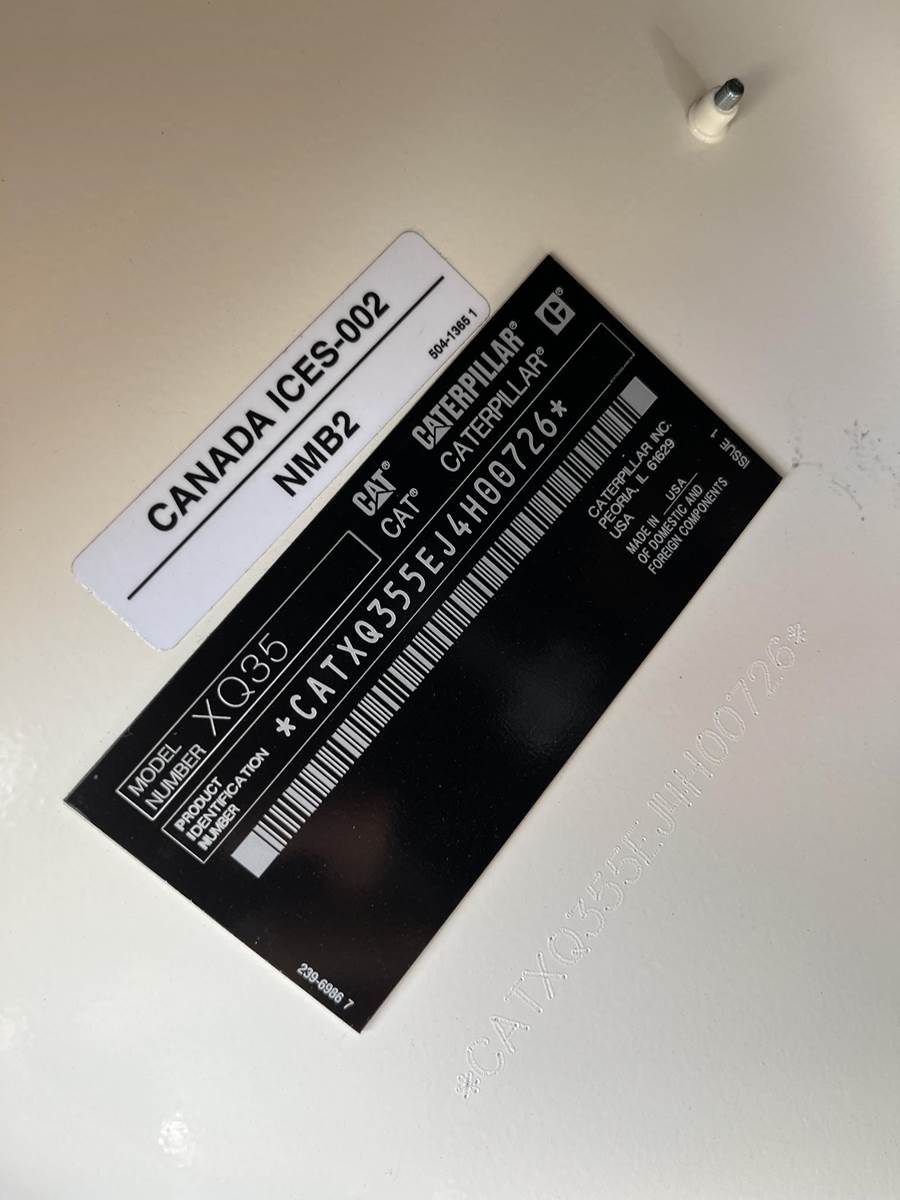 CANADA ICES-002
NMB2
504-1365 1
CAT® CATERPILLAR®
CAT® CATERPILLAR®
MODEL
NUMBER
XQ35
PRODUCT
IDENTIFICATION
NUMBER
*CATXQ355EJ4H00726*
CATERPILLAR INC.
PEORIA, IL 61629
USA
MADE IN USA
OF DOMESTIC AND
FOREIGN COMPONENTS
ISSUE 1
239-6986 7
*CATXQ355EJ4H00726*